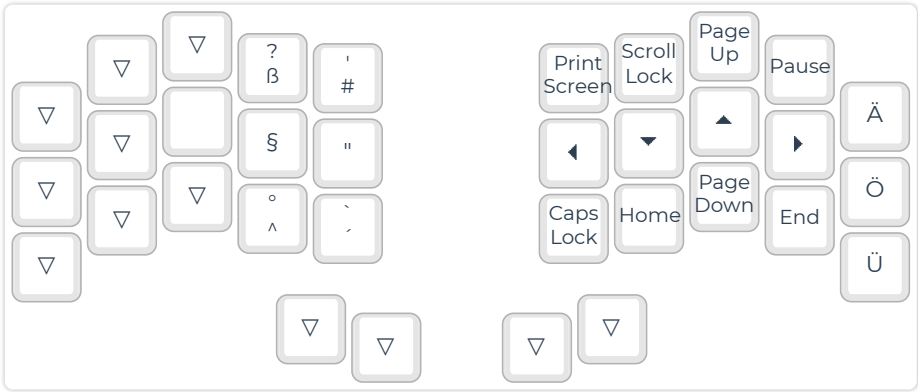 ?
ß
'
#
§
"
°
^
`
´
Print
Screen
Scroll
Lock
Page
Up
Pause
Ä
Ö
Caps
Lock
Home
Page
Down
End
Ü